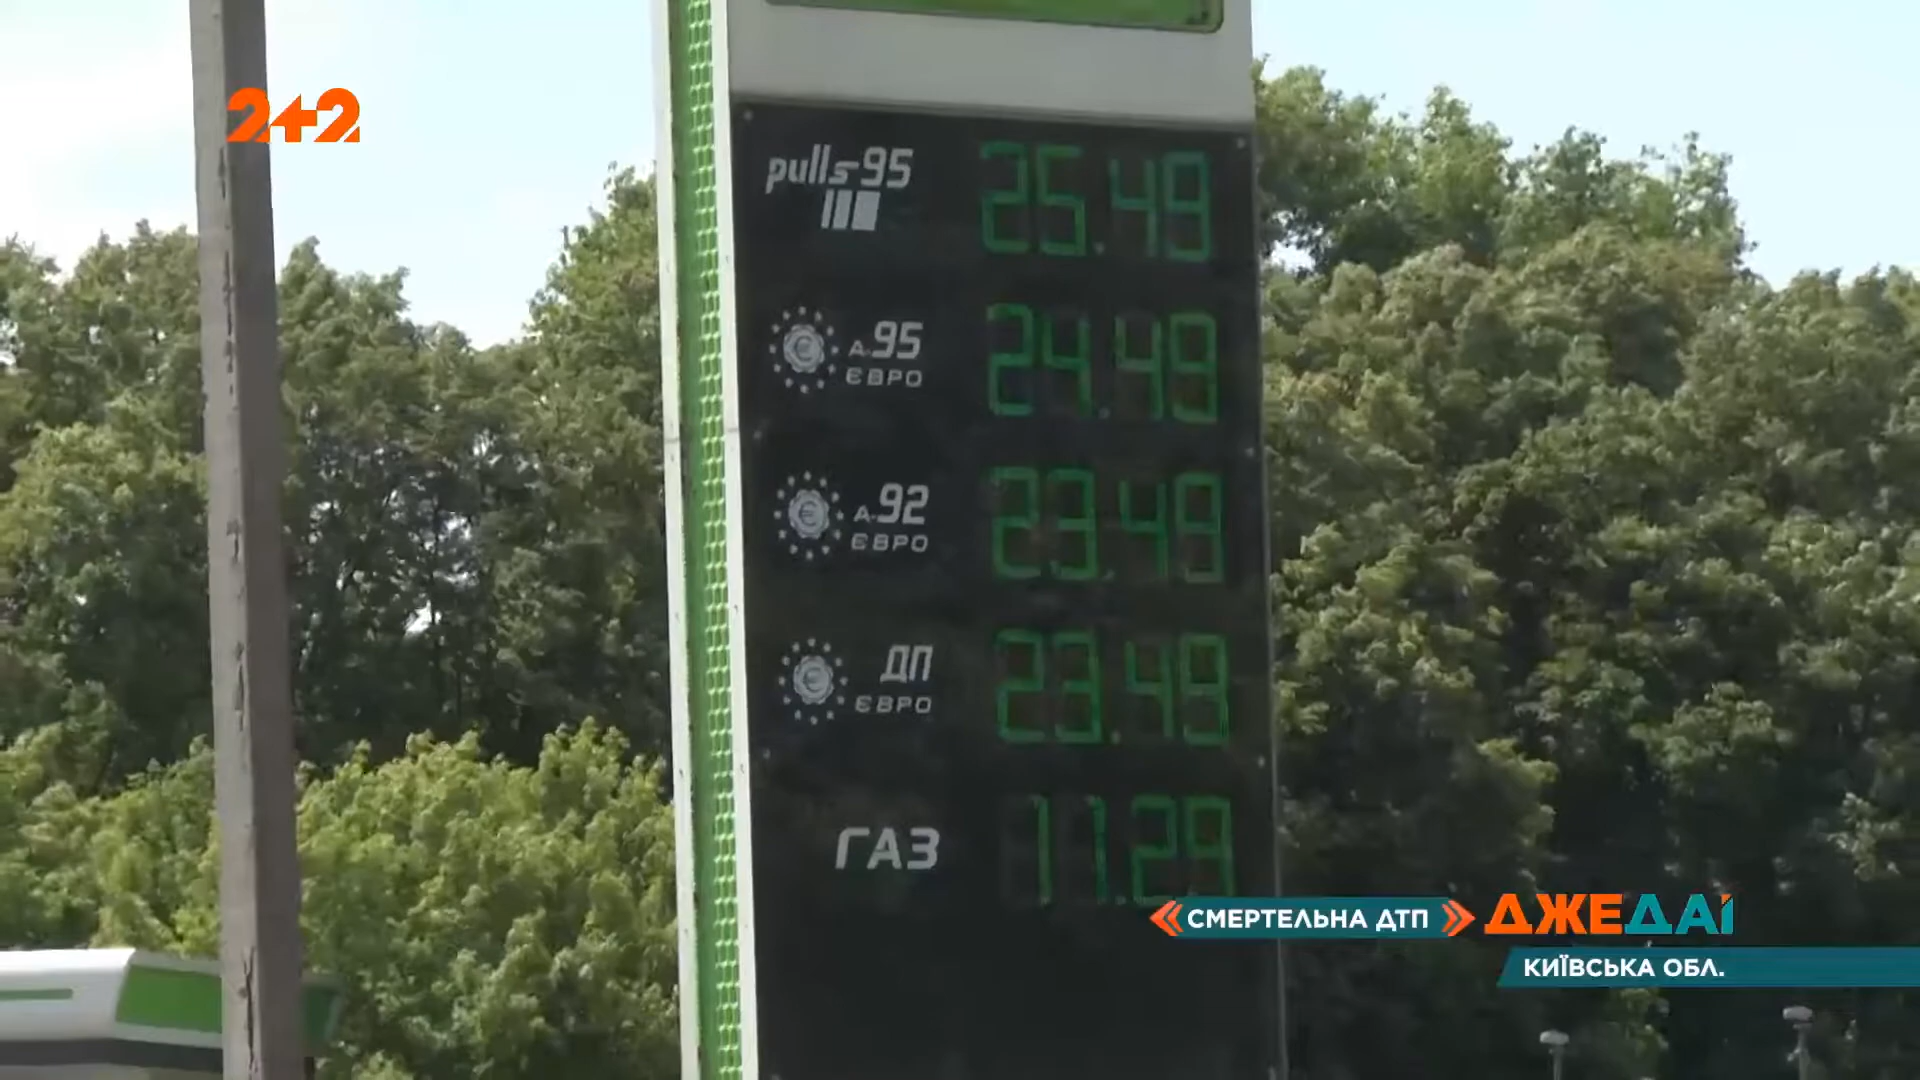 2+2
pulls 95 25.49
А-95 ЄВРО 24.49
А-92 ЄВРО 23.49
ДП ЄВРО 23.49
ГАЗ 11.29
СМЕРТЕЛЬНА ДТП ДЖЕДАІ
КИЇВСЬКА ОБЛ.